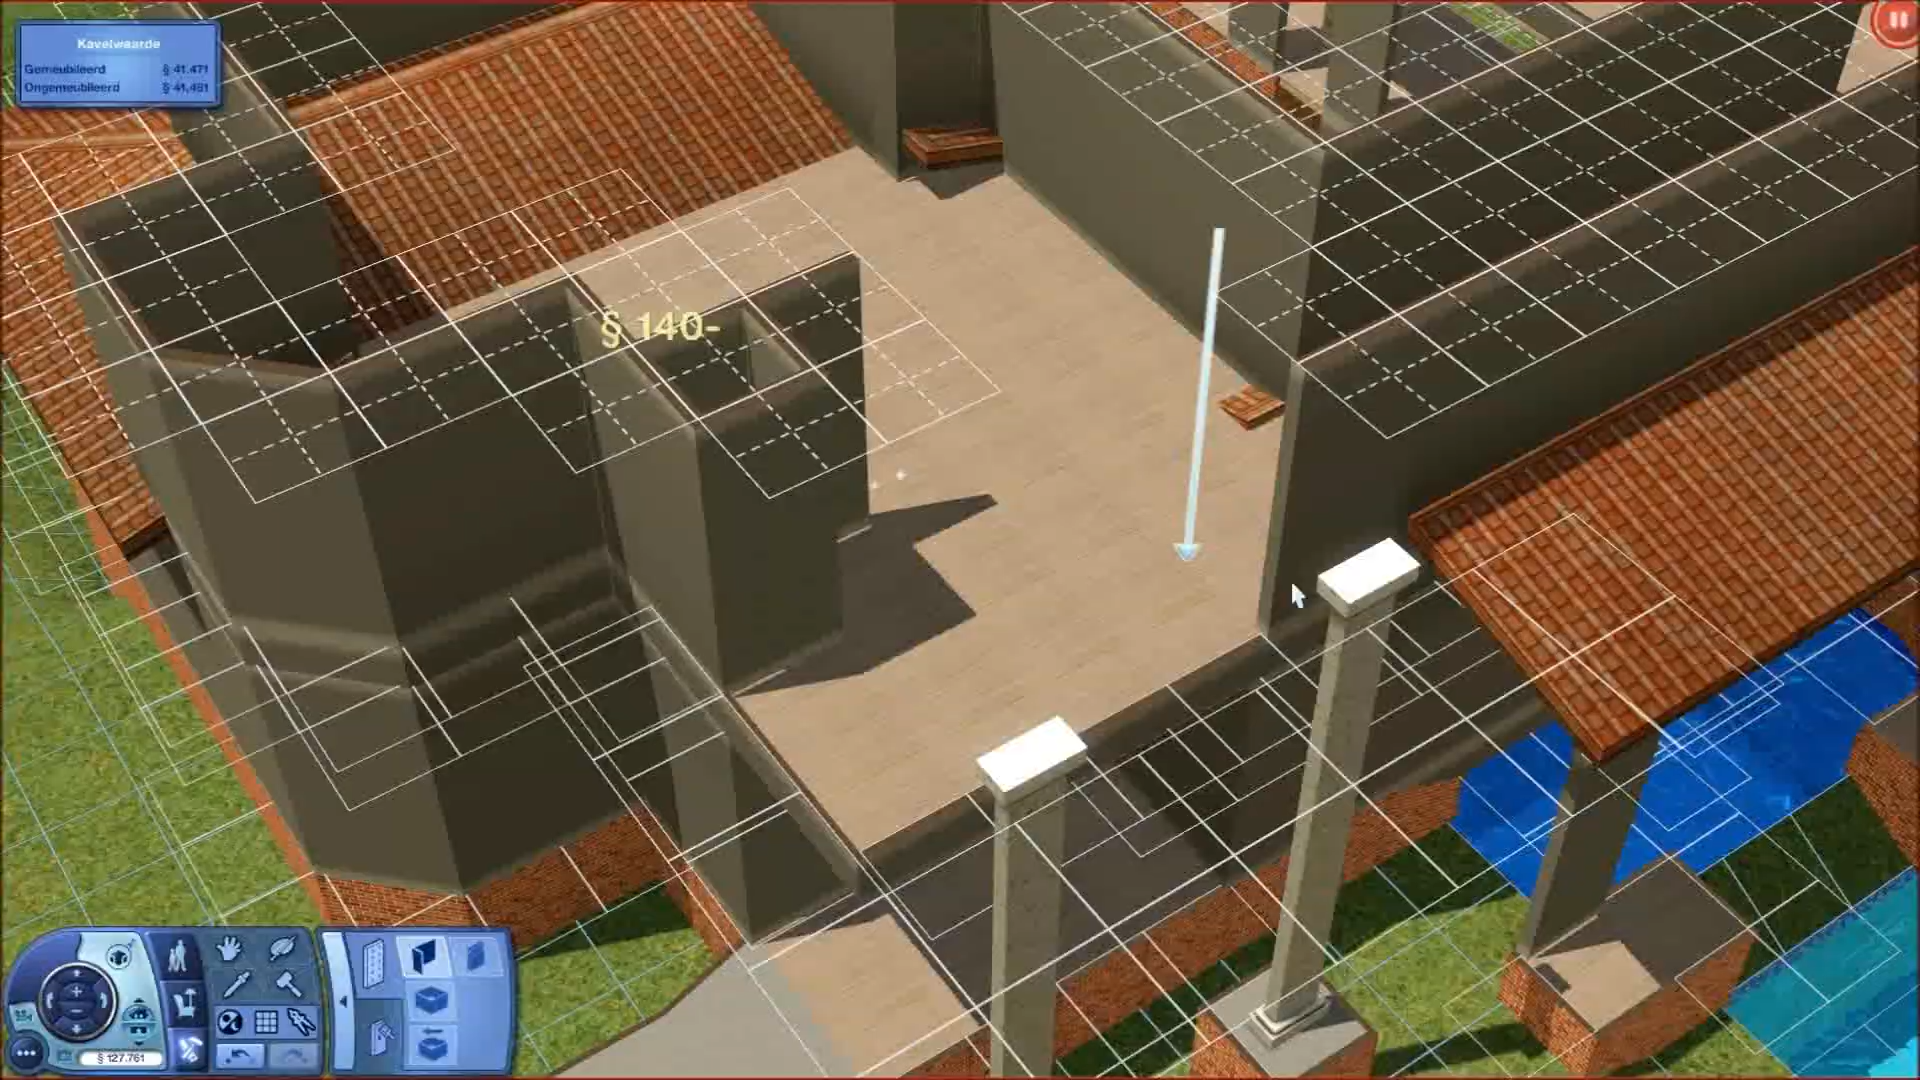 Kavelwaarde
Gemeubileerd § 41.471
Ongemeubileerd § 41.461
§ 140-
§ 127.761